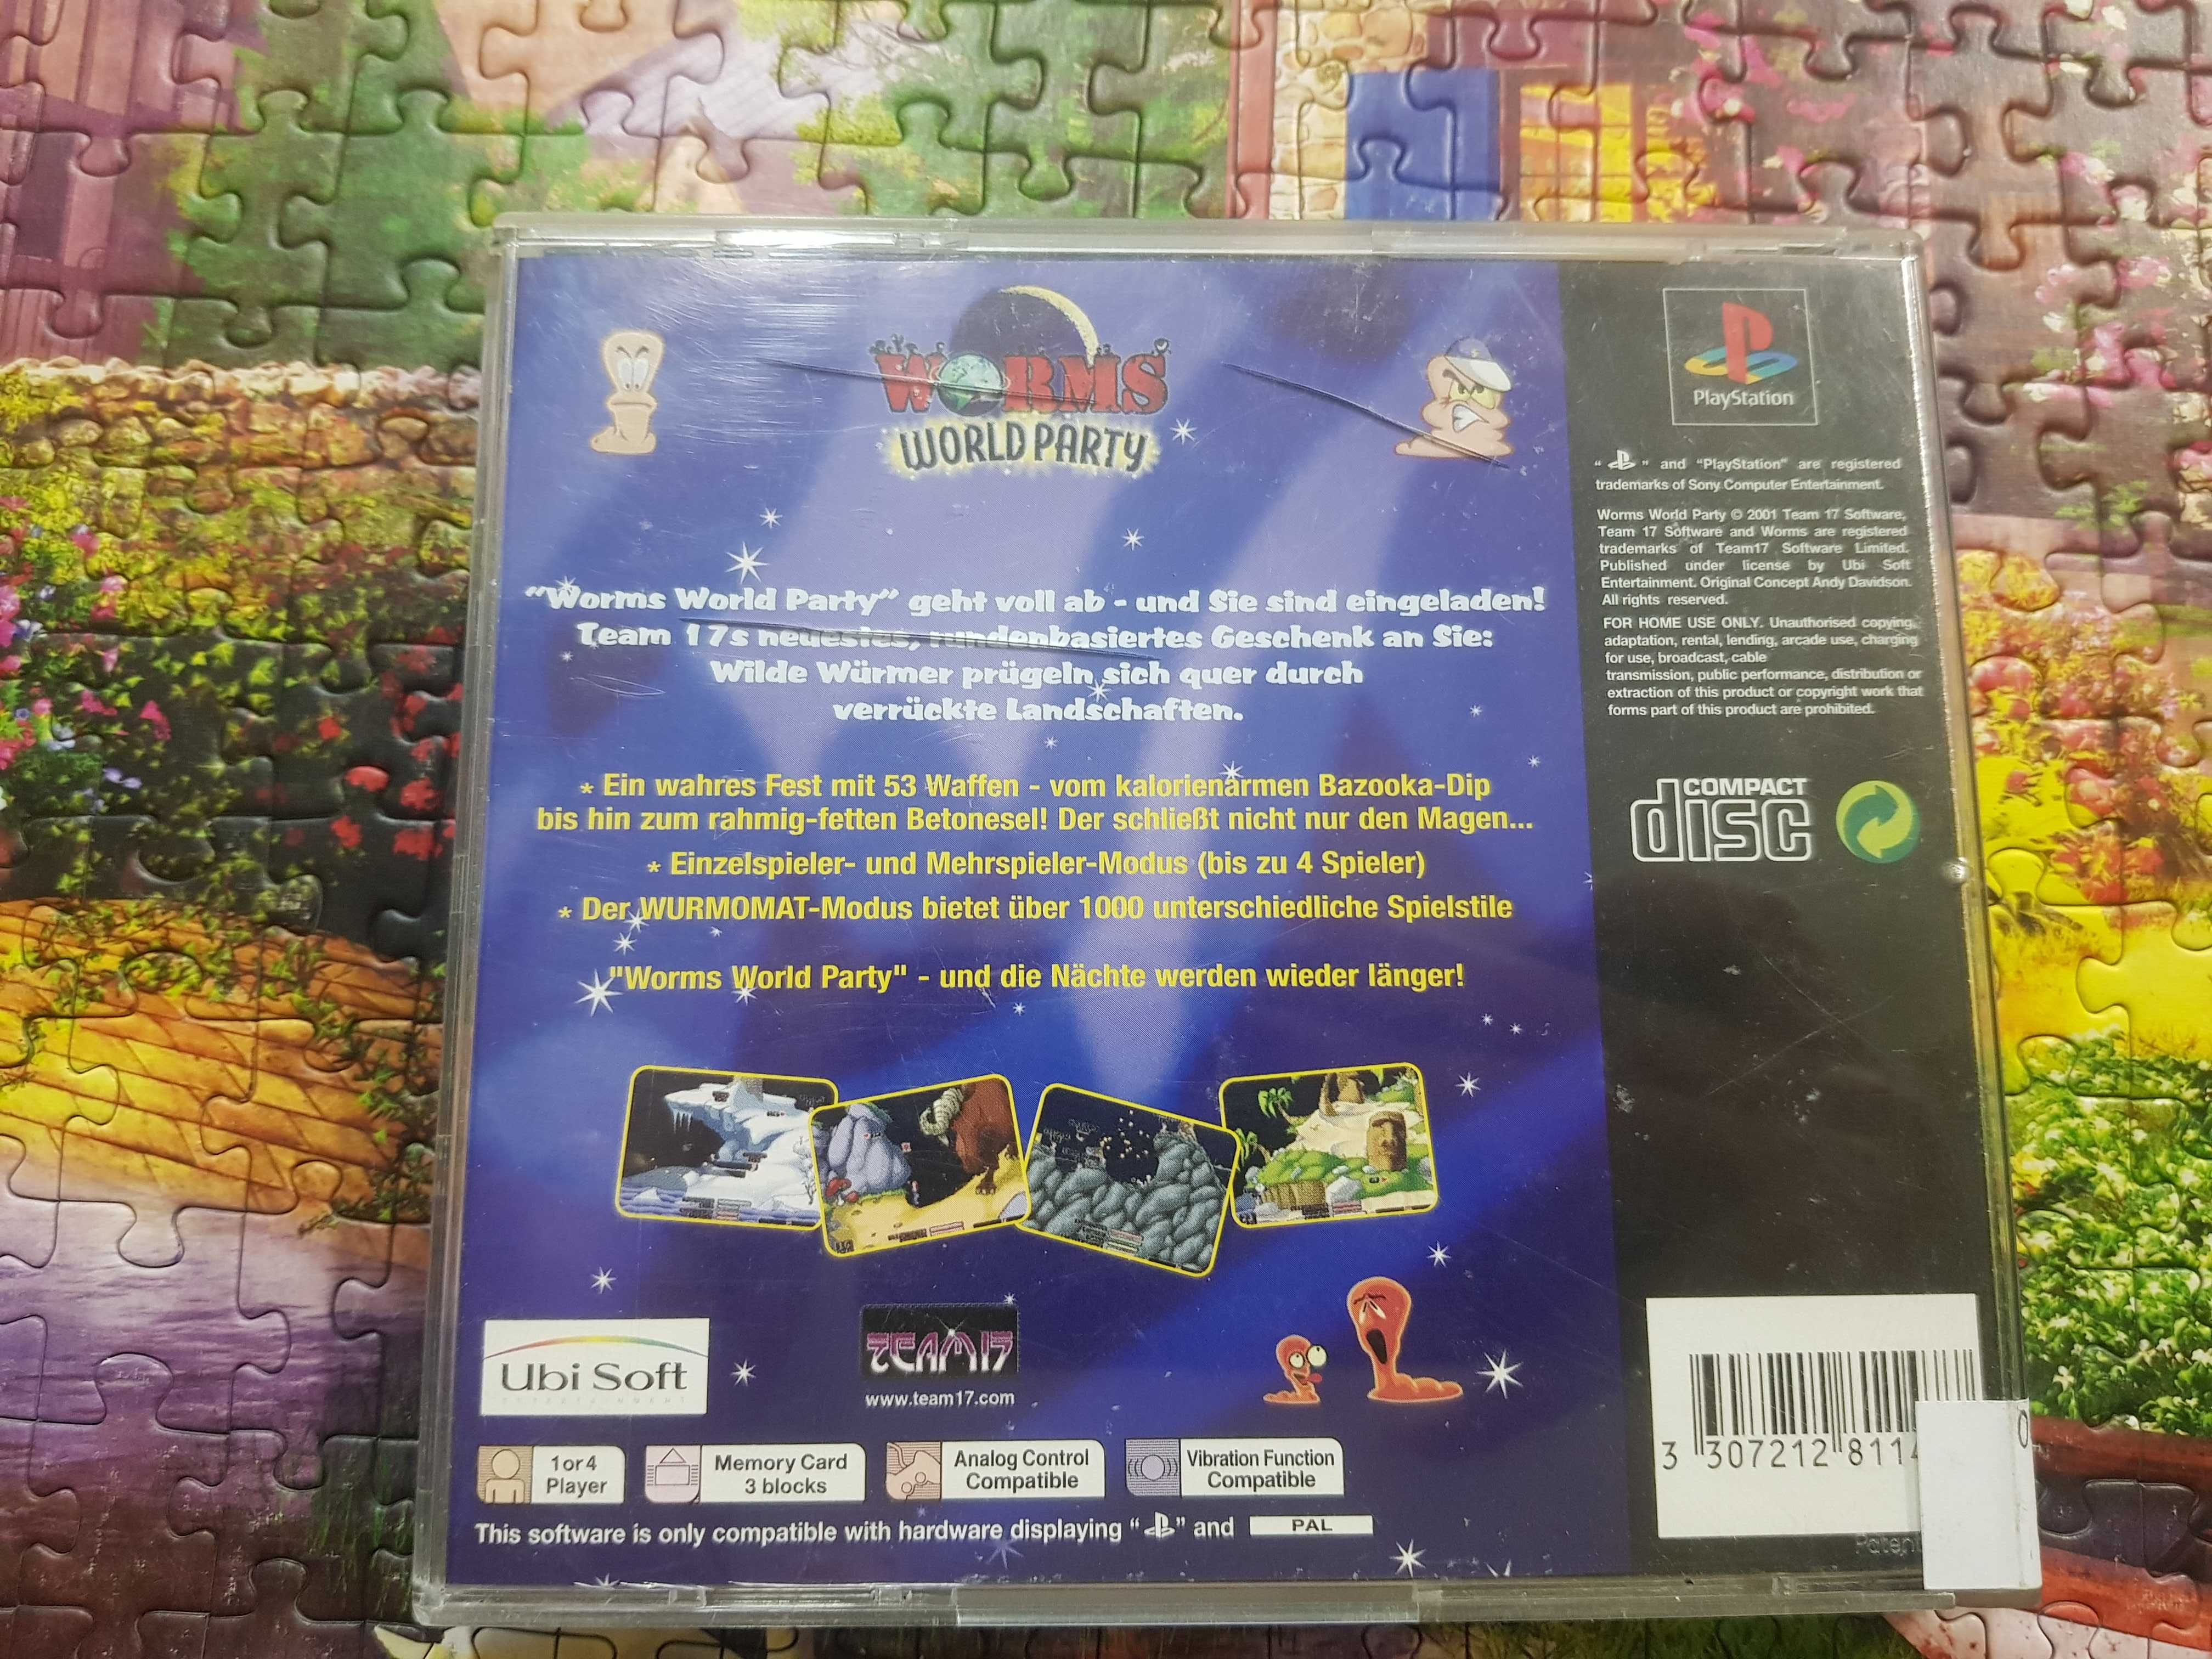 WORMS
WORLD PARTY
"Worms World Party" geht voll ab - und Sie sind eingeladen!
Team 17s neuestes, rundenbasiertes Geschenk an Sie:
Wilde Würmer prügeln sich quer durch
verrückte Landschaften.
* Ein wahres Fest mit 53 Waffen - vom kalorienarmen Bazooka-Dip
bis hin zum rahmig-fetten Betonesel! Der schließt nicht nur den Magen...
* Einzelspieler- und Mehrspieler-Modus (bis zu 4 Spieler)
* Der WURMOMAT-Modus bietet über 1000 unterschiedliche Spielstile
"Worms World Party" - und die Nächte werden wieder länger!
Ubi Soft
ENTERTAINMENT
TEAM17
www.team17.com
1 or 4
Player
Memory Card
3 blocks
Analog Control
Compatible
Vibration Function
Compatible
This software is only compatible with hardware displaying " " and PAL
PlayStation
" " and "PlayStation" are registered
trademarks of Sony Computer Entertainment.
Worms World Party © 2001 Team 17 Software,
Team 17 Software and Worms are registered
trademarks of Team17 Software Limited.
Published under license by Ubi Soft
Entertainment. Original Concept Andy Davidson.
All rights reserved.
FOR HOME USE ONLY. Unauthorised copying,
adaptation, rental, lending, arcade use, charging
for use, broadcast, cable
transmission, public performance, distribution or
extraction of this product or copyright work that
forms part of this product are prohibited.
COMPACT
disc
3 307212 811
0